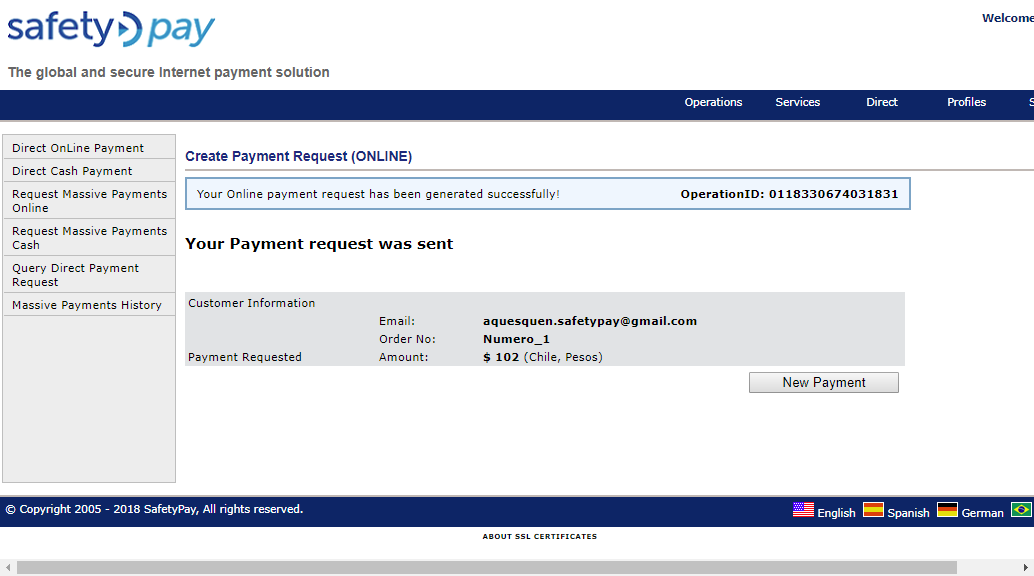 safetypay
Welcome
The global and secure Internet payment solution
Operations Services Direct Profiles S
Direct OnLine Payment
Direct Cash Payment
Request Massive Payments
Online
Request Massive Payments
Cash
Query Direct Payment
Request
Massive Payments History
Create Payment Request (ONLINE)
Your Online payment request has been generated successfully! OperationID: 0118330674031831
Your Payment request was sent
Customer Information
Email: aquesquen.safetypay@gmail.com
Order No: Numero_1
Payment Requested Amount: $ 102 (Chile, Pesos)
New Payment
© Copyright 2005 - 2018 SafetyPay, All rights reserved. English Spanish German
ABOUT SSL CERTIFICATES